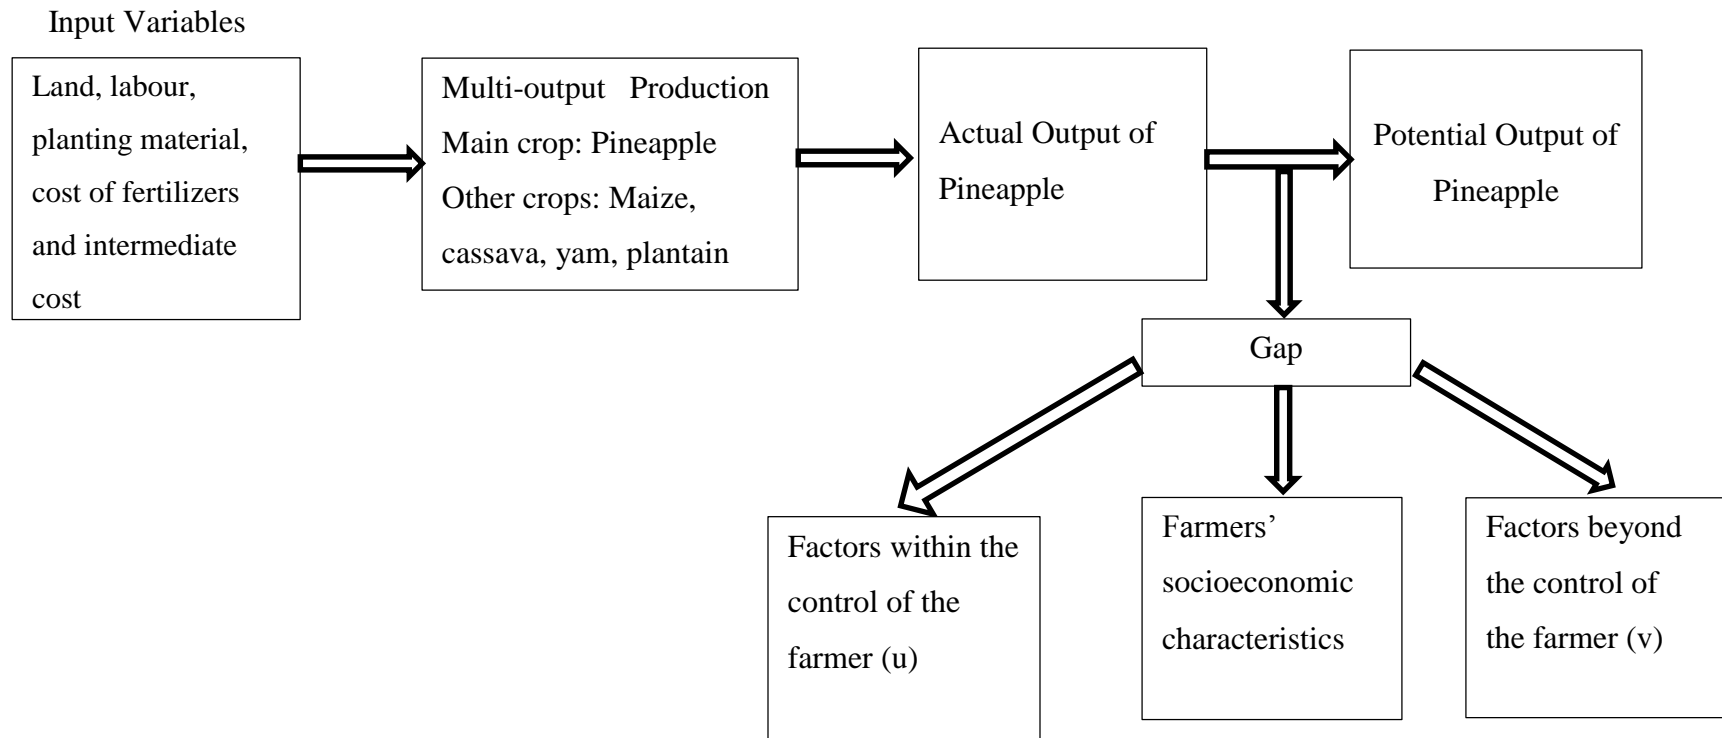 Input Variables
Land, labour,
planting material,
cost of fertilizers
and intermediate
cost
Multi-output Production
Main crop: Pineapple
Other crops: Maize,
cassava, yam, plantain
Actual Output of
Pineapple
Potential Output of
Pineapple
Gap
Factors within the
control of the
farmer (u)
Farmers’
socioeconomic
characteristics
Factors beyond
the control of
the farmer (v)